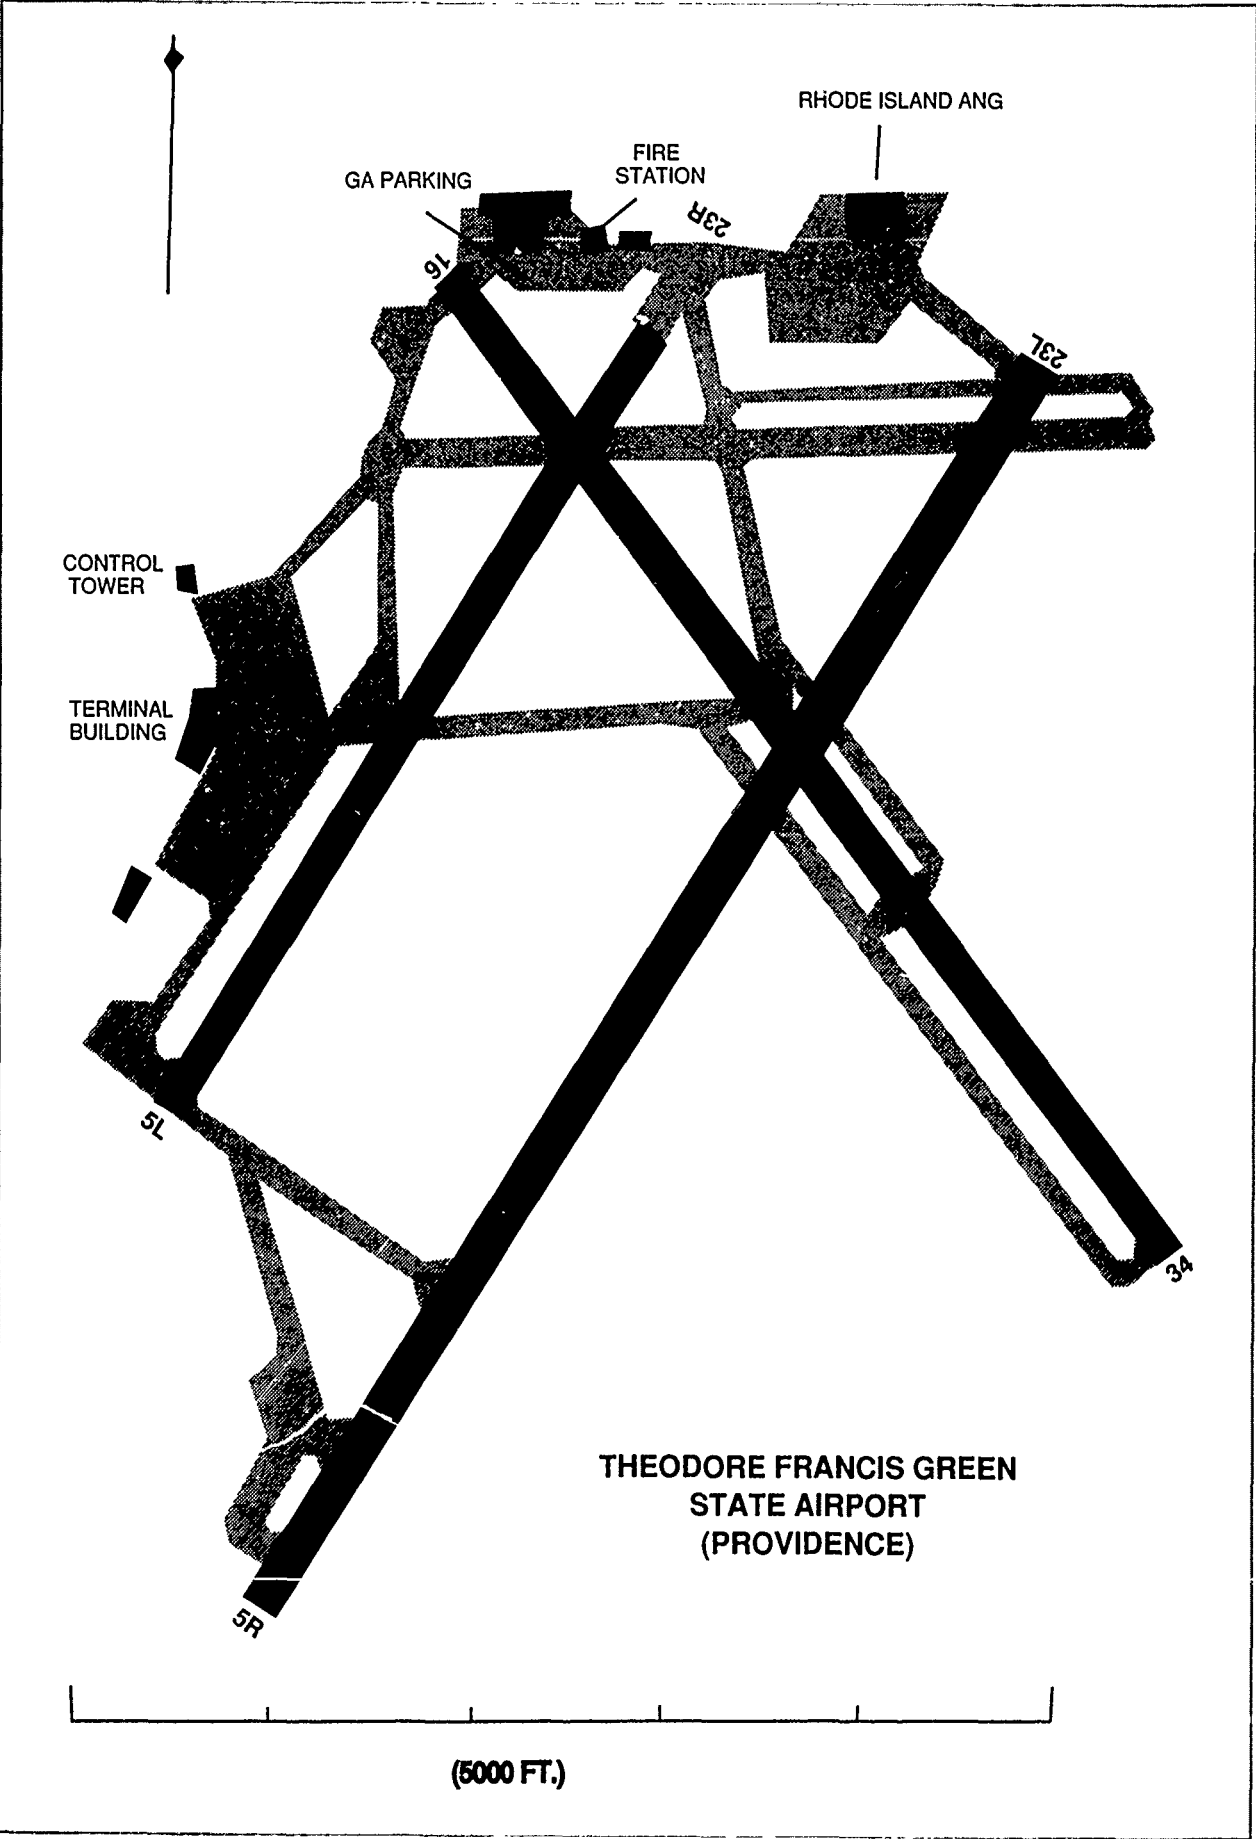 RHODE ISLAND ANG
FIRE
STATION
GA PARKING
23R
16
23L
CONTROL
TOWER
TERMINAL
BUILDING
5L
34
THEODORE FRANCIS GREEN
STATE AIRPORT
(PROVIDENCE)
5R
(5000 FT.)